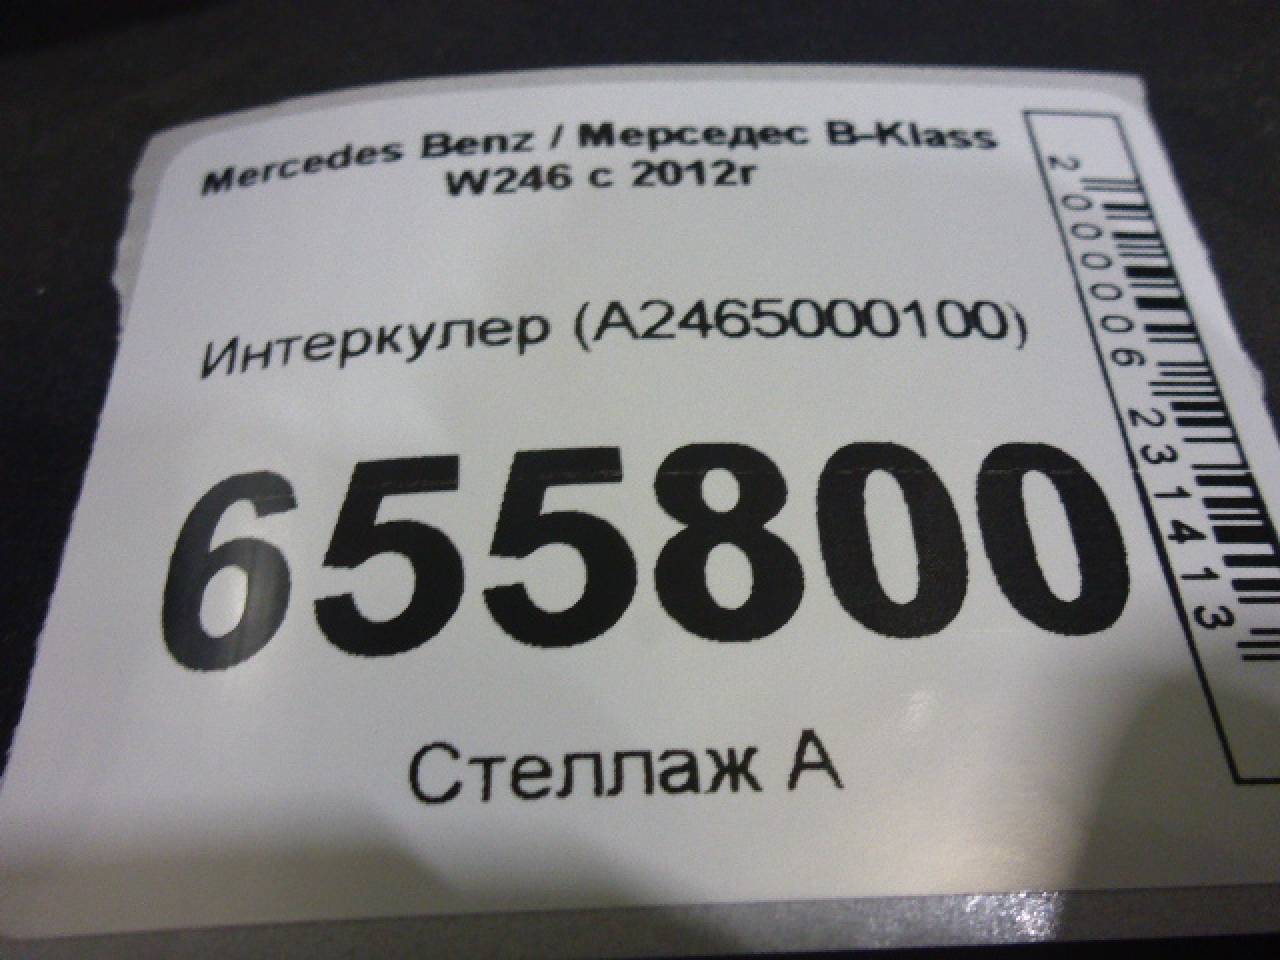 Mercedes Benz / Мерседес B-Klass
W246 с 2012г
Интеркулер (A2465000100)
655800
Стеллаж А
2000006231413